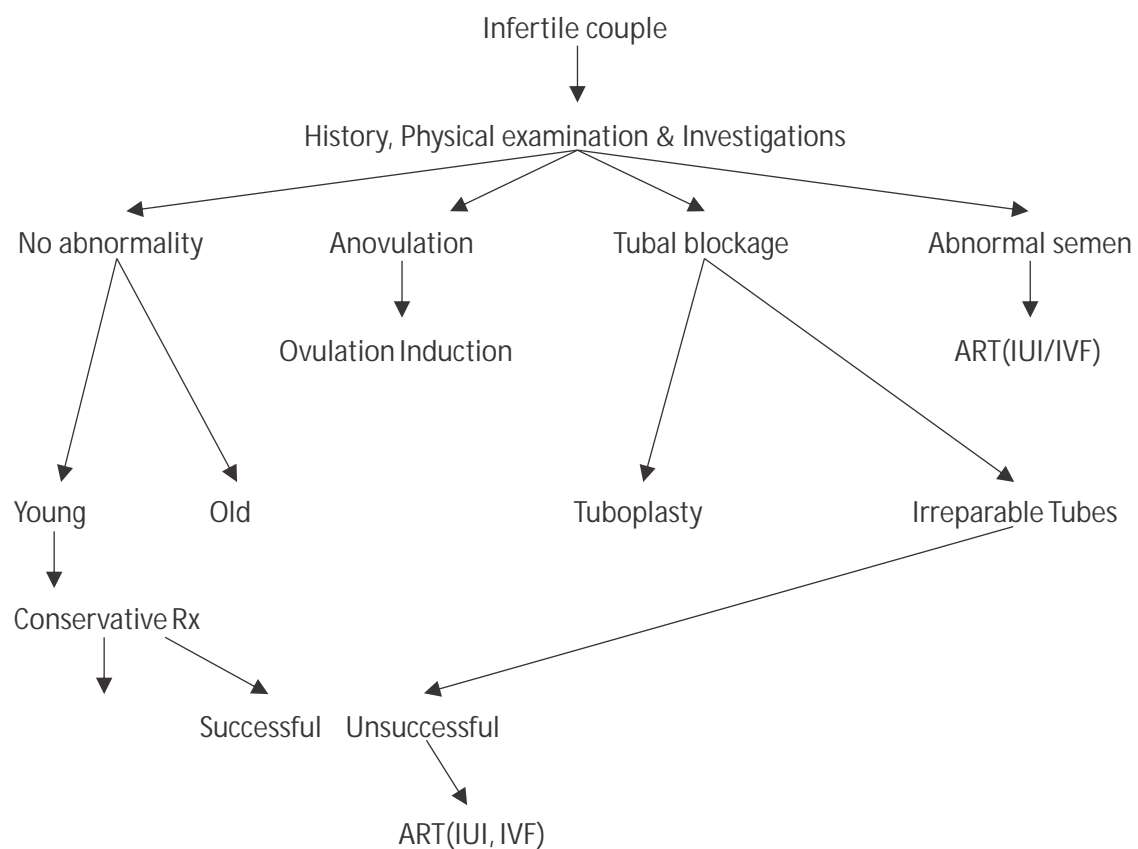 Infertile couple
History, Physical examination & Investigations
No abnormality Anovulation Tubal blockage Abnormal semen
Ovulation Induction ART(IUI/IVF)
Young Old Tuboplasty Irreparable Tubes
Conservative Rx
Successful Unsuccessful
ART(IUI, IVF)